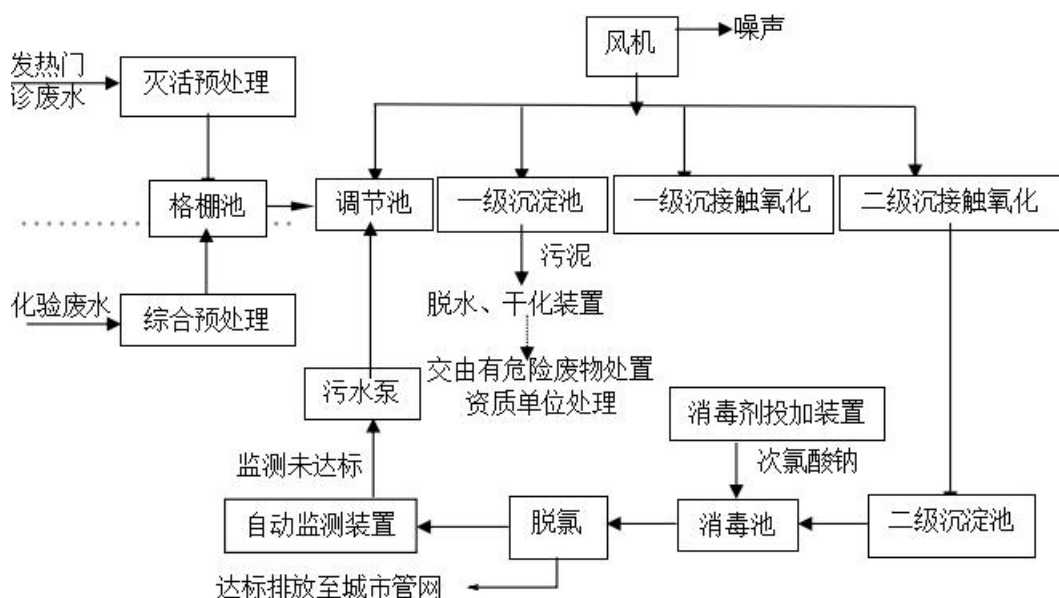 风机
噪声
发热门
诊废水
灭活预处理
格栅池
调节池
一级沉淀池
一级沉接触氧化
二级沉接触氧化
污泥
化验废水
综合预处理
脱水、干化装置
交由有危险废物处置
资质单位处理
污水泵
消毒剂投加装置
次氯酸钠
监测未达标
自动监测装置
脱氯
消毒池
二级沉淀池
达标排放至城市管网